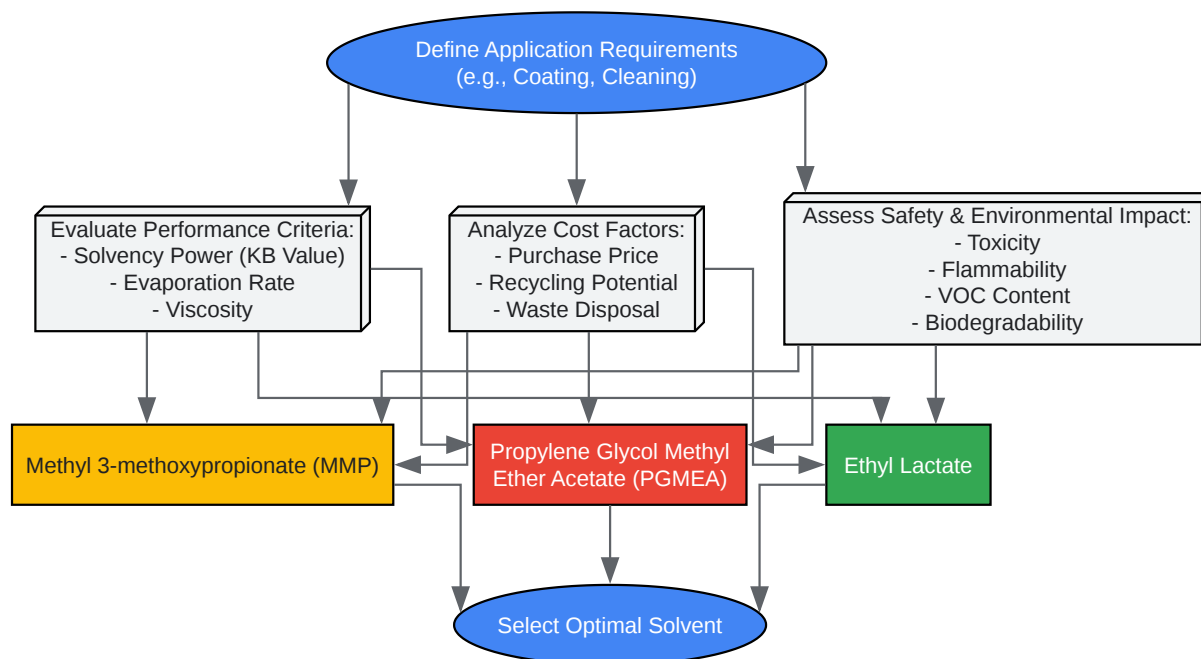 Define Application Requirements
(e.g., Coating, Cleaning)
Evaluate Performance Criteria:
- Solvency Power (KB Value)
- Evaporation Rate
- Viscosity
Analyze Cost Factors:
- Purchase Price
- Recycling Potential
- Waste Disposal
Assess Safety & Environmental Impact:
- Toxicity
- Flammability
- VOC Content
- Biodegradability
Methyl 3-methoxypropionate (MMP)
Propylene Glycol Methyl
Ether Acetate (PGMEA)
Ethyl Lactate
Select Optimal Solvent